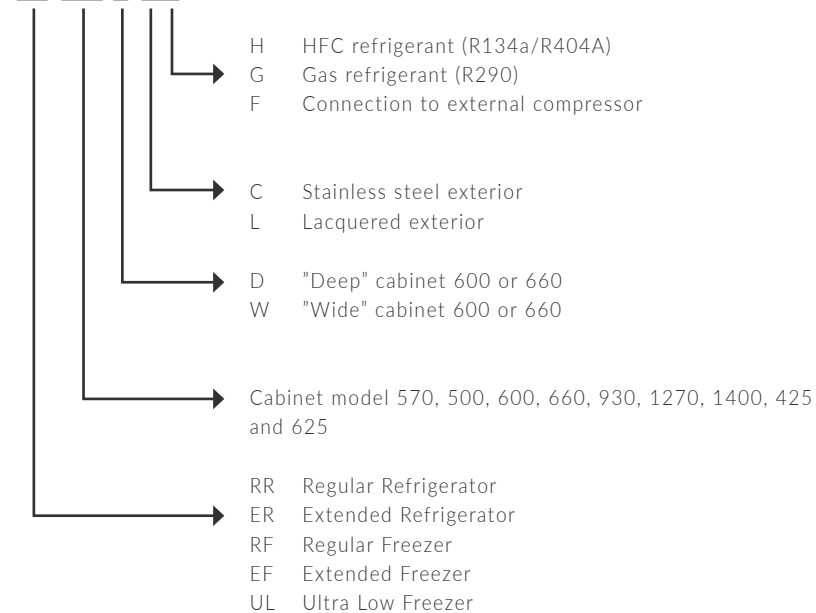 H HFC refrigerant (R134a/R404A)
G Gas refrigerant (R290)
F Connection to external compressor
C Stainless steel exterior
L Lacquered exterior
D ”Deep” cabinet 600 or 660
W ”Wide” cabinet 600 or 660
Cabinet model 570, 500, 600, 660, 930, 1270, 1400, 425
and 625
RR Regular Refrigerator
ER Extended Refrigerator
RF Regular Freezer
EF Extended Freezer
UL Ultra Low Freezer